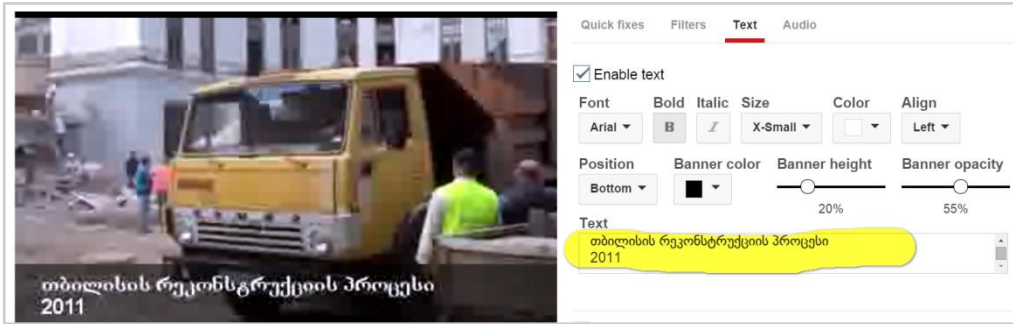 Quick fixes Filters Text Audio
Enable text
Font Bold Italic Size Color Align
Arial B I X-Small Left
Position Banner color Banner height Banner opacity
Bottom
20% 55%
Text
თბილისის რეკონსტრუქციის პროცესი
2011
თბილისის რეკონსტრუქციის პროცესი
2011